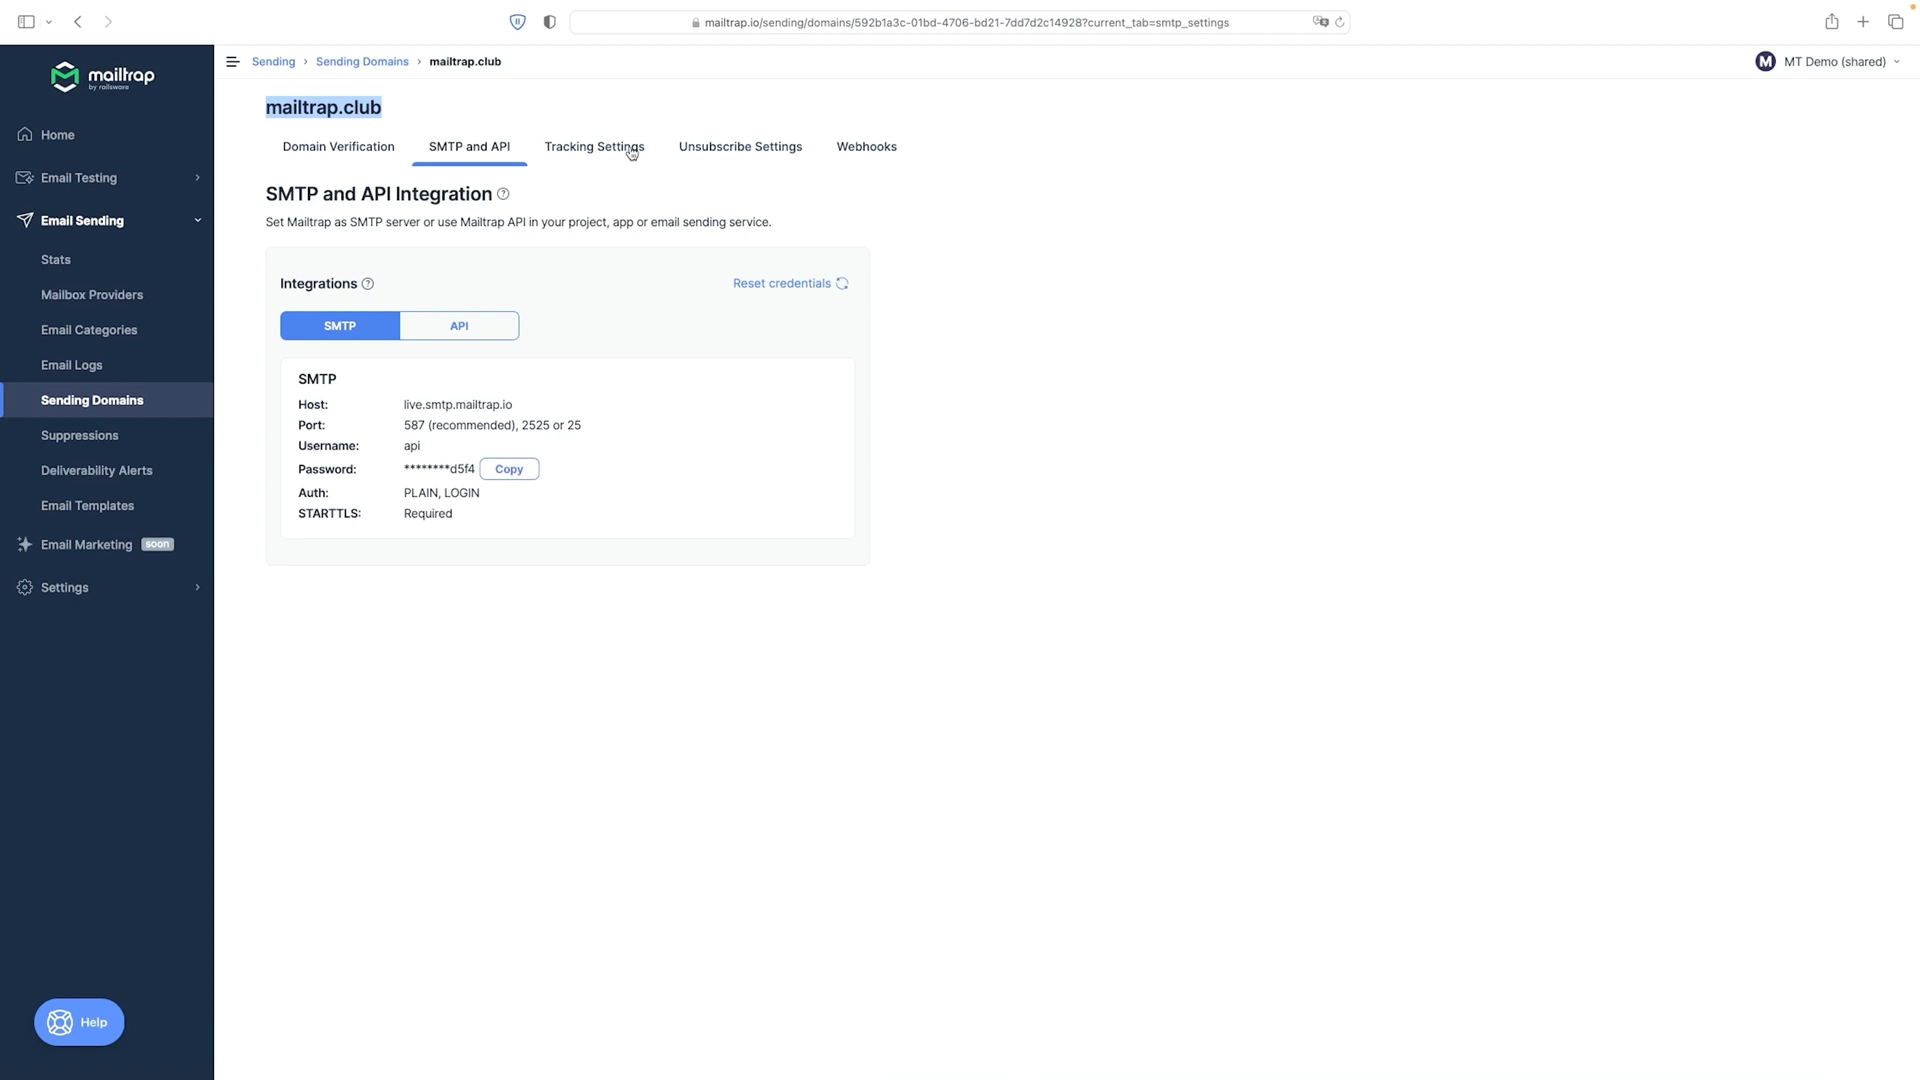 mailtrap.io/sending/domains/592b1a3c-01bd-4706-bd21-7dd7d2c14928?current_tab=smtp_settings
mailtrap
by railsware
Sending › Sending Domains › mailtrap.club
M MT Demo (shared)
mailtrap.club
Domain Verification SMTP and API Tracking Settings Unsubscribe Settings Webhooks
Home
Email Testing
Email Sending
Stats
Mailbox Providers
Email Categories
Email Logs
Sending Domains
Suppressions
Deliverability Alerts
Email Templates
Email Marketing soon
Settings
Help
SMTP and API Integration ?
Set Mailtrap as SMTP server or use Mailtrap API in your project, app or email sending service.
Integrations ? Reset credentials
SMTP API
SMTP
Host: live.smtp.mailtrap.io
Port: 587 (recommended), 2525 or 25
Username: api
Password: ********d5f4 Copy
Auth: PLAIN, LOGIN
STARTTLS: Required